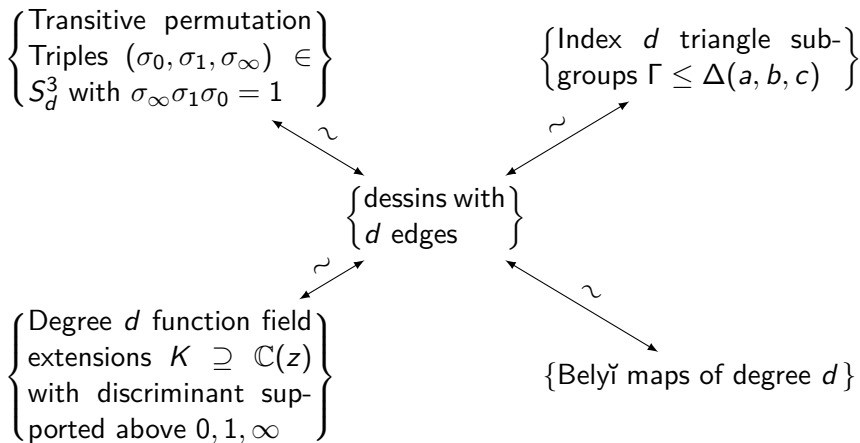 Transitive permutation
Triples (σ₀, σ₁, σ∞) ∈
S_d^3 with σ∞σ₁σ₀ = 1
{Index d triangle sub-
groups Γ ≤ Δ(a, b, c)}
∼
∼
{dessins with
d edges}
∼
∼
{Degree d function field
extensions K ⊇ ℂ(z)
with discriminant sup-
ported above 0, 1, ∞}
{Belyĭ maps of degree d}